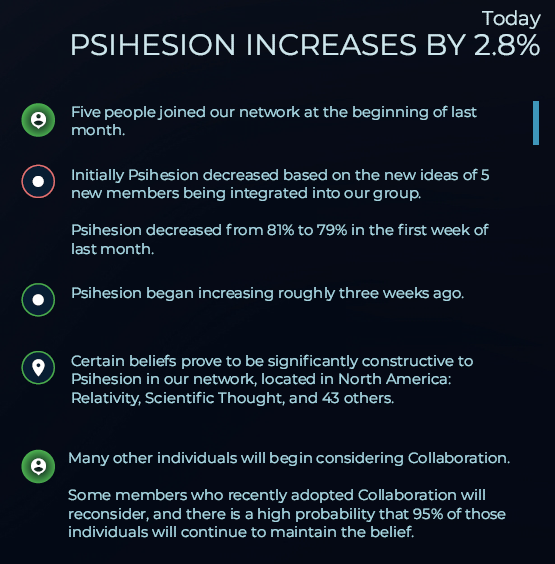 Today
PSIHESION INCREASES BY 2.8%
Five people joined our network at the beginning of last
month.
Initially Psihesion decreased based on the new ideas of 5
new members being integrated into our group.
Psihesion decreased from 81% to 79% in the first week of
last month.
Psihesion began increasing roughly three weeks ago.
Certain beliefs prove to be significantly constructive to
Psihesion in our network, located in North America:
Relativity, Scientific Thought, and 43 others.
Many other individuals will begin considering Collaboration.
Some members who recently adopted Collaboration will
reconsider, and there is a high probability that 95% of those
individuals will continue to maintain the belief.